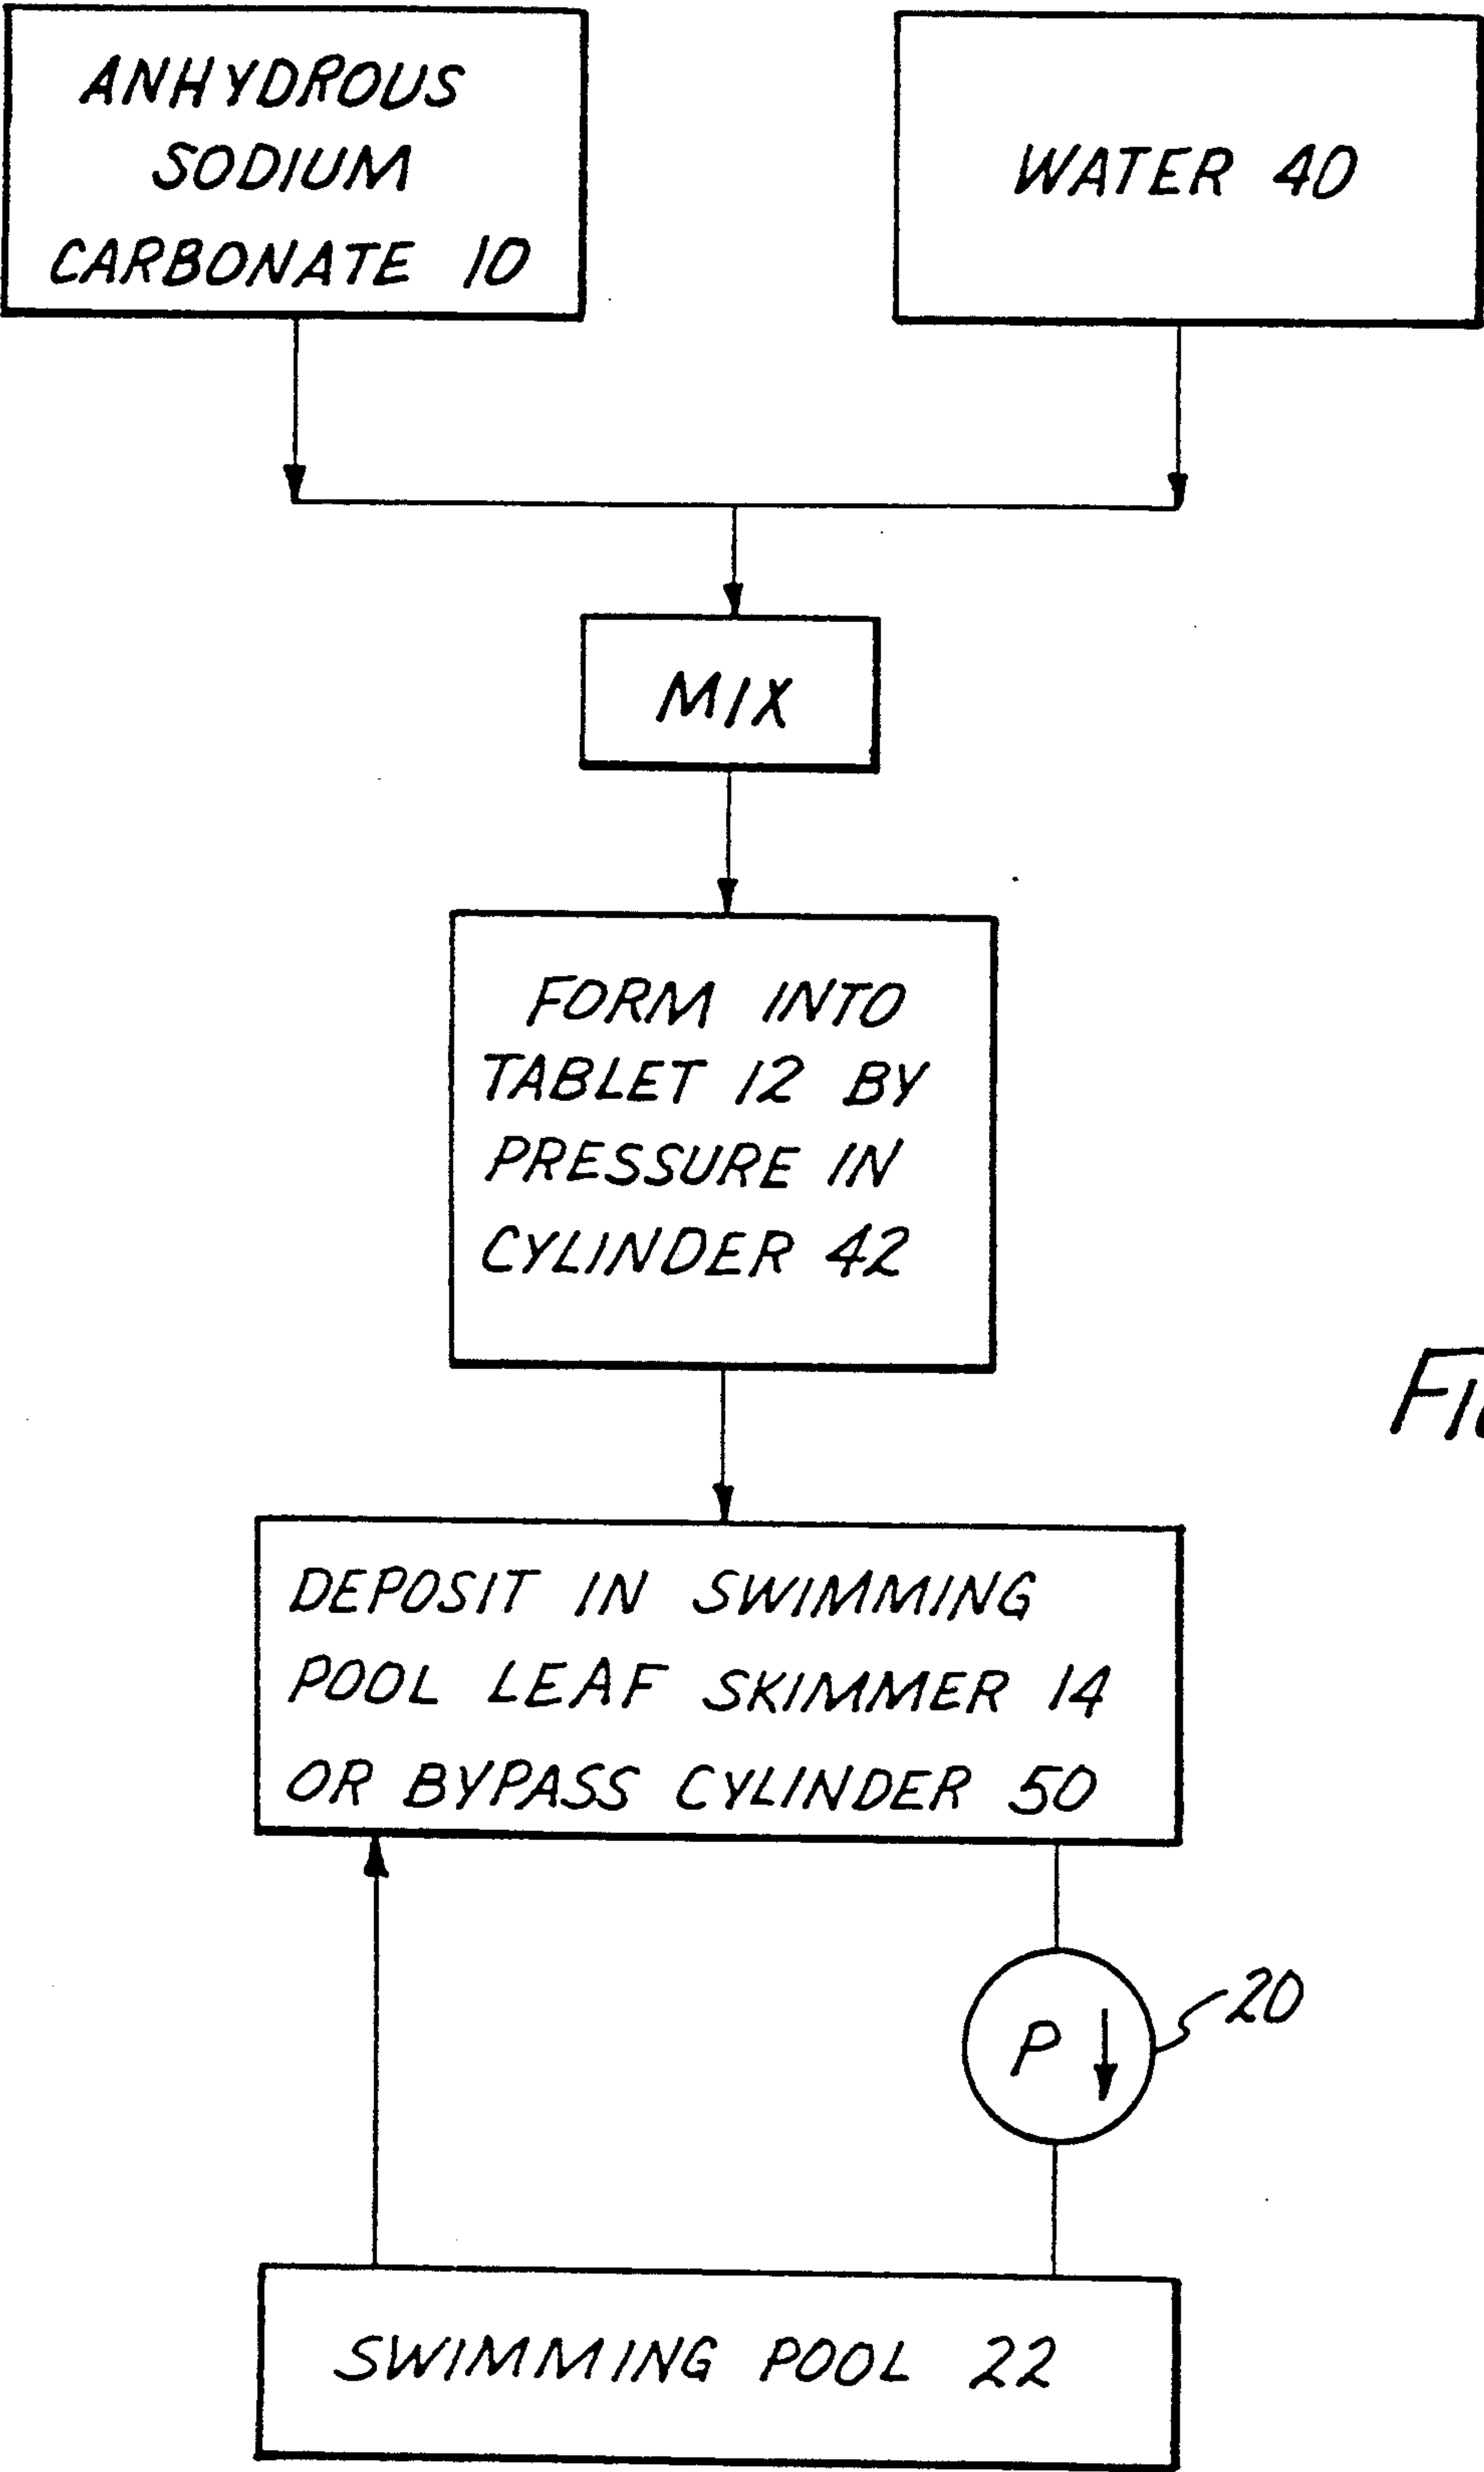 ANHYDROUS
SODIUM
CARBONATE 10
WATER 40
MIX
FORM INTO
TABLET 12 BY
PRESSURE IN
CYLINDER 42
DEPOSIT IN SWIMMING
POOL LEAF SKIMMER 14
OR BYPASS CYLINDER 50
P
20
SWIMMING POOL 22